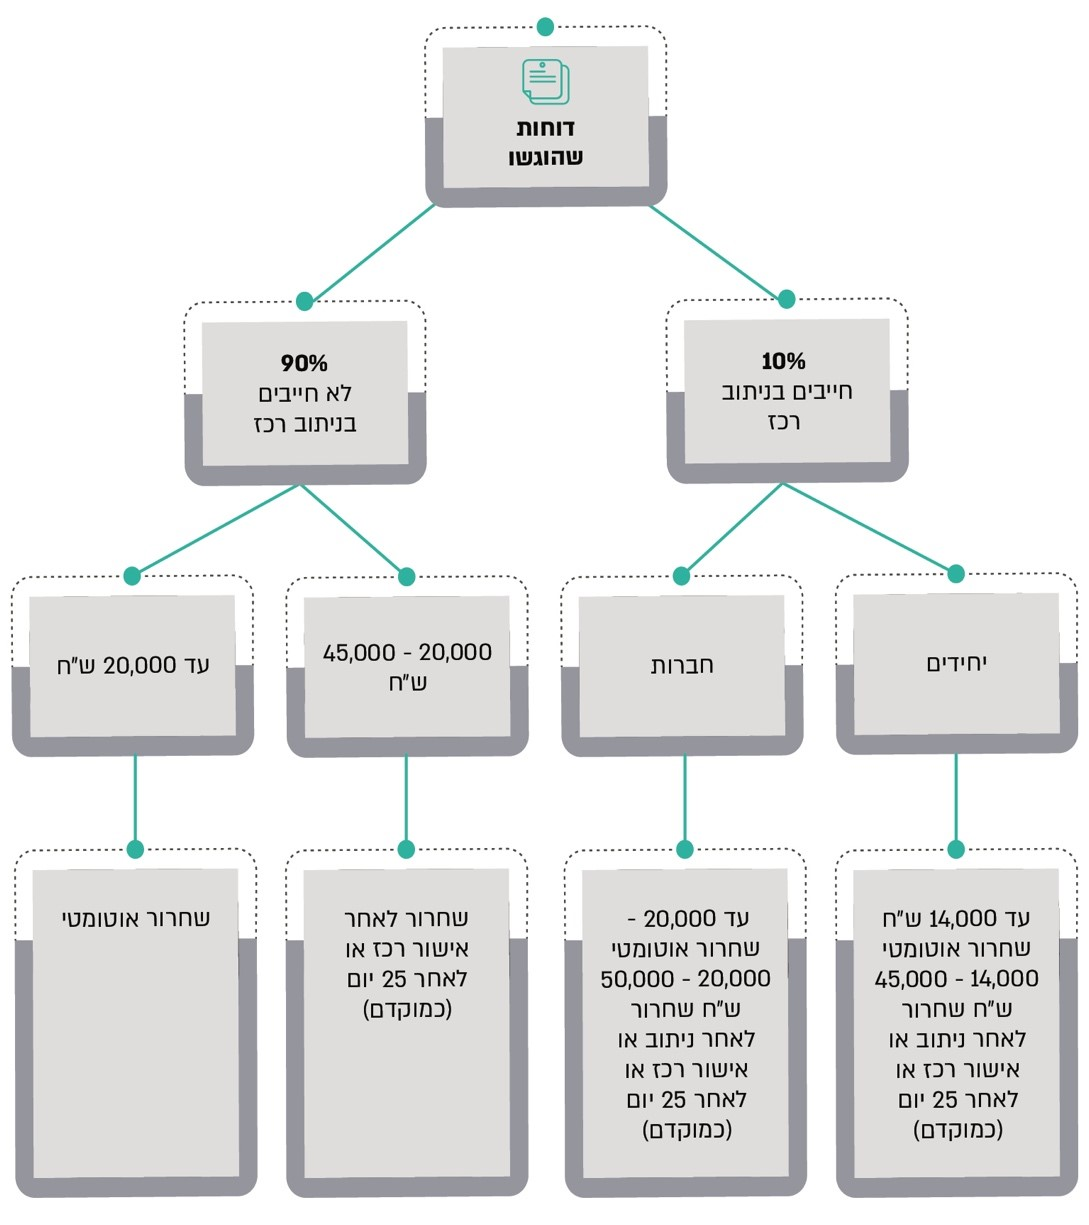 דוחות
שהוגשו
10%
חייבים בניתוב
רכז
90%
לא חייבים
בניתוב רכז
יחידים
חברות
20,000 - 45,000
ש"ח
עד 20,000 ש"ח
עד 14,000 ש"ח
שחרור אוטומטי
14,000 - 45,000
ש"ח שחרור
לאחר ניתוב או
אישור רכז או
לאחר 25 יום
(כמוקדם)
עד 20,000 -
שחרור אוטומטי
20,000 - 50,000
ש"ח שחרור
לאחר ניתוב או
אישור רכז או
לאחר 25 יום
(כמוקדם)
שחרור לאחר
אישור רכז או
לאחר 25 יום
(כמוקדם)
שחרור אוטומטי